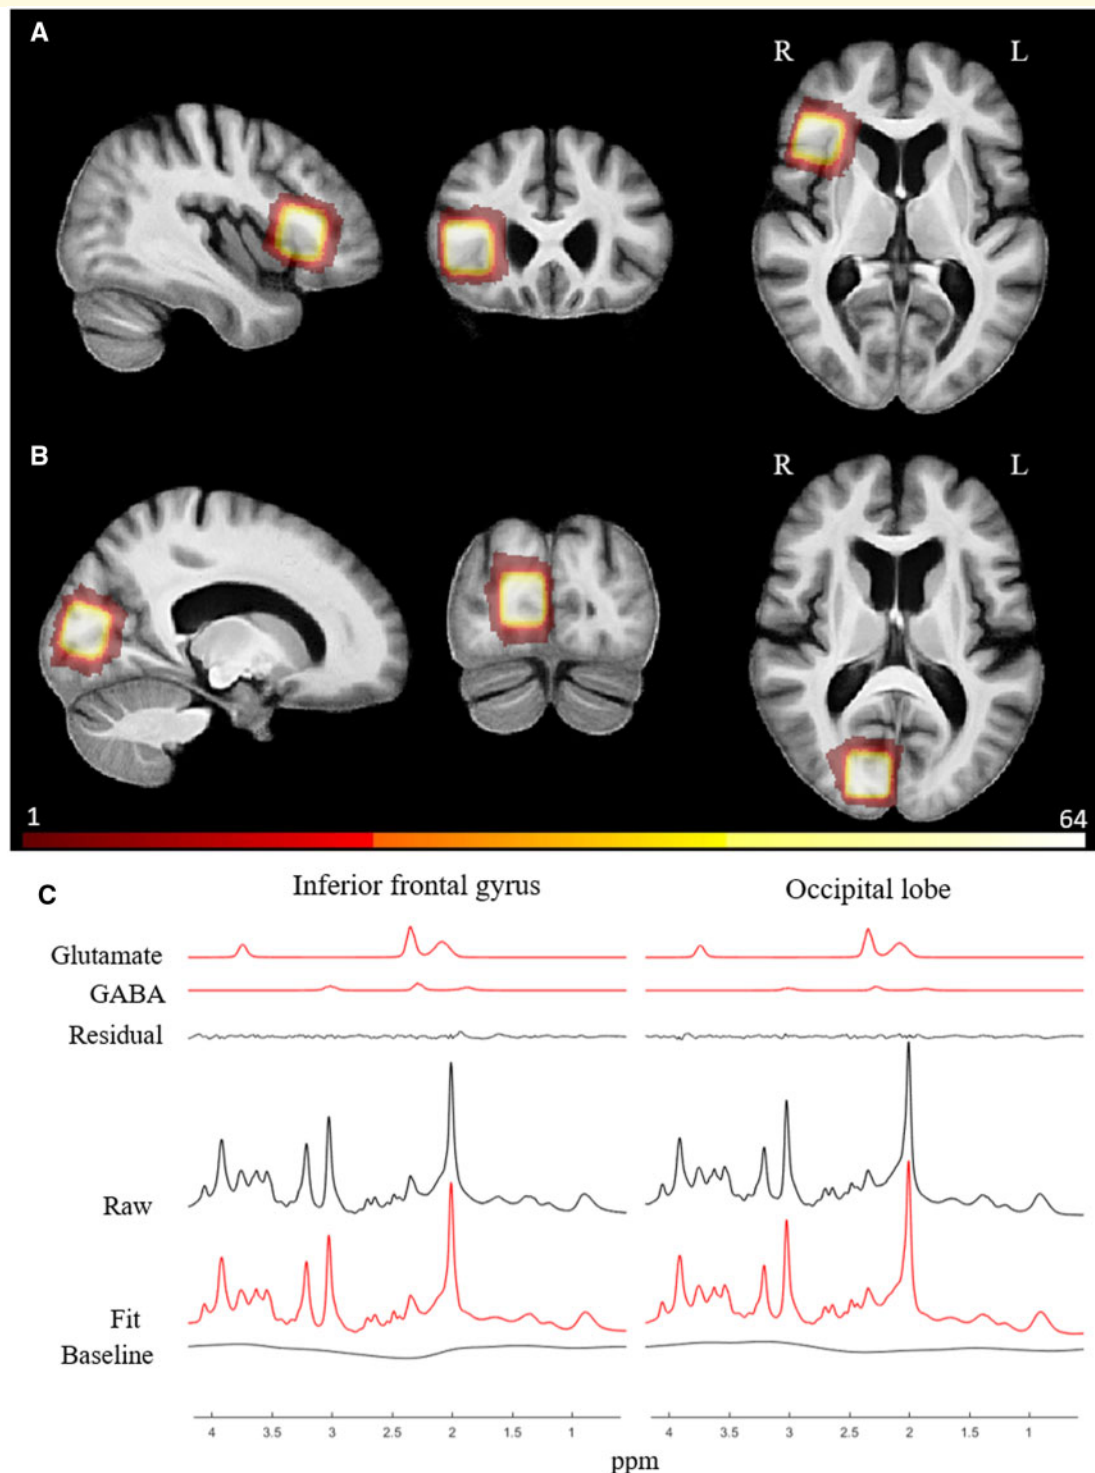 A
R L
B
R L
1 64
C
Inferior frontal gyrus Occipital lobe
Glutamate
GABA
Residual
Raw
Fit
Baseline
4 3.5 3 2.5 2 1.5 1 4 3.5 3 2.5 2 1.5 1
ppm